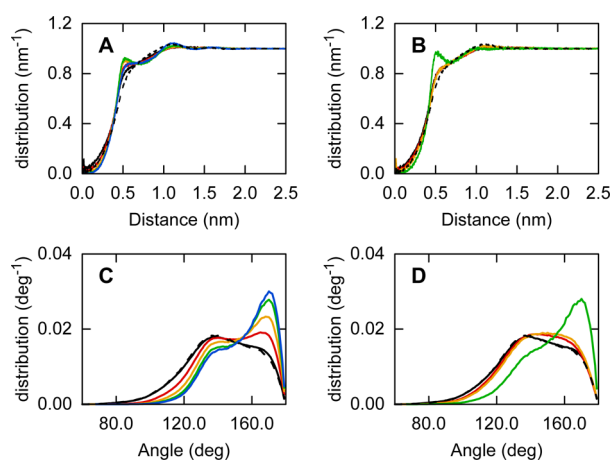 A
distribution (nm-1)
1.2
0.8
0.4
0.0
0.0 0.5 1.0 1.5 2.0 2.5
Distance (nm)
B
distribution (nm-1)
1.2
0.8
0.4
0.0
0.0 0.5 1.0 1.5 2.0 2.5
Distance (nm)
C
distribution (deg-1)
0.04
0.02
0.00
80.0 120.0 160.0
Angle (deg)
D
distribution (deg-1)
0.04
0.02
0.00
80.0 120.0 160.0
Angle (deg)